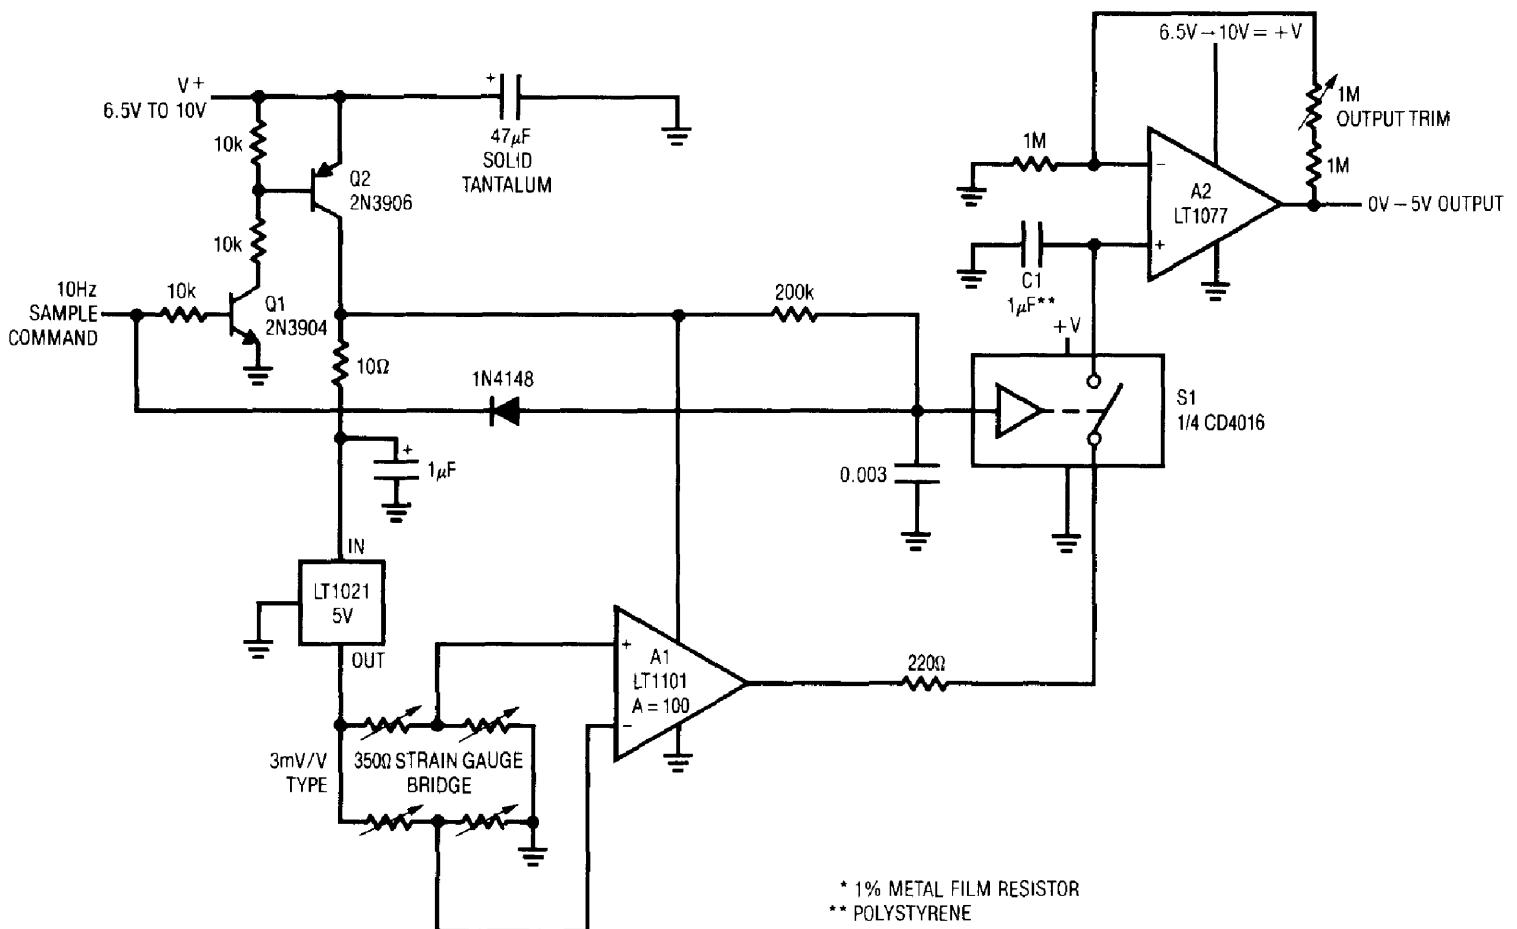 V+
6.5V TO 10V
10k
10k
Q2
2N3906
+
47μF
SOLID
TANTALUM
10Hz
SAMPLE
COMMAND
10k
Q1
2N3904
10Ω
1N4148
+
1μF
200k
0.003
IN
LT1021
5V
OUT
3mV/V
TYPE
350Ω STRAIN GAUGE
BRIDGE
+
A1
LT1101
A = 100
−
220Ω
6.5V → 10V = +V
1M
OUTPUT TRIM
1M
1M
−
A2
LT1077
+
0V – 5V OUTPUT
C1
1μF**
+V
S1
1/4 CD4016
* 1% METAL FILM RESISTOR
** POLYSTYRENE